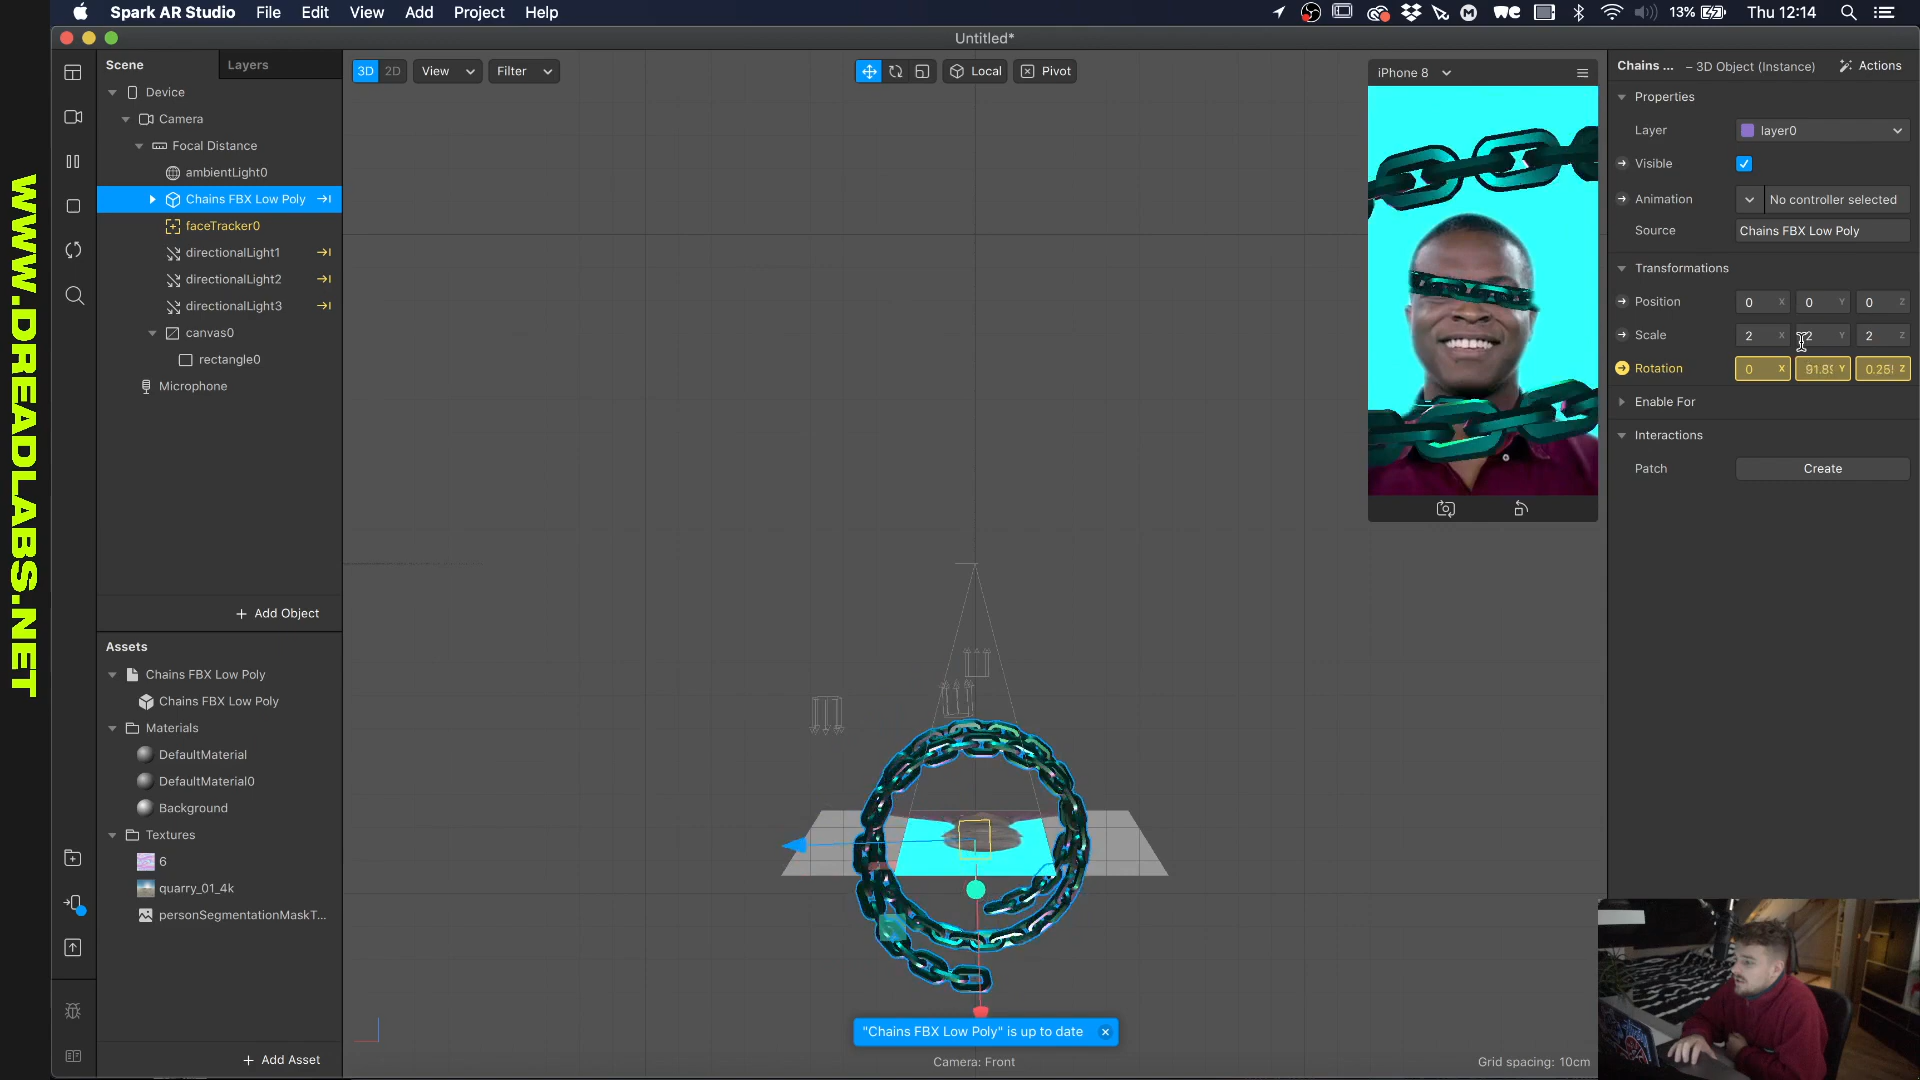 Spark AR Studio File Edit View Add Project Help
13% Thu 12:14
Untitled*
Scene Layers
Device
Camera
Focal Distance
ambientLight0
Chains FBX Low Poly
faceTracker0
directionalLight1
directionalLight2
directionalLight3
canvas0
rectangle0
Microphone
+ Add Object
Assets
Chains FBX Low Poly
Chains FBX Low Poly
Materials
DefaultMaterial
DefaultMaterial0
Background
Textures
6
quarry_01_4k
personSegmentationMaskT...
+ Add Asset
3D 2D View Filter
Local Pivot
iPhone 8
"Chains FBX Low Poly" is up to date
Camera: Front
Grid spacing: 10cm
Chains ... – 3D Object (Instance) Actions
Properties
Layer layer0
Visible
Animation No controller selected
Source Chains FBX Low Poly
Transformations
Position 0 X 0 Y 0 Z
Scale 2 X 2 Y 2 Z
Rotation 0 X Y Z
Enable For
Interactions
Patch Create
WWW.DREADLABS.NET